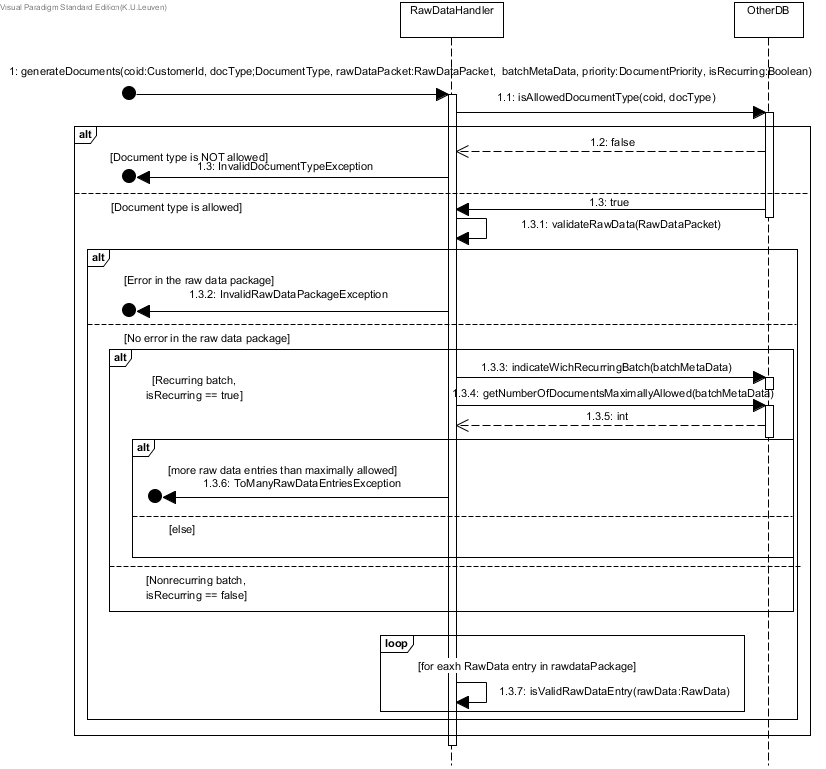 Visual Paradigm Standard Edition(K.U.Leuven)
RawDataHandler
OtherDB
1: generateDocuments(coid:CustomerId, docType;DocumentType, rawDataPacket:RawDataPacket, batchMetaData, priority:DocumentPriority, isRecurring:Boolean)
1.1: isAllowedDocumentType(coid, docType)
alt
1.2: false
[Document type is NOT allowed]
1.3: InvalidDocumentTypeException
1.3: true
[Document type is allowed]
1.3.1: validateRawData(RawDataPacket)
alt
[Error in the raw data package]
1.3.2: InvalidRawDataPackageException
[No error in the raw data package]
alt
1.3.3: indicateWichRecurringBatch(batchMetaData)
[Recurring batch,
isRecurring == true]
1.3.4: getNumberOfDocumentsMaximallyAllowed(batchMetaData)
1.3.5: int
alt
[more raw data entries than maximally allowed]
1.3.6: ToManyRawDataEntriesException
[else]
[Nonrecurring batch,
isRecurring == false]
loop
[for eaxh RawData entry in rawdataPackage]
1.3.7: isValidRawDataEntry(rawData:RawData)